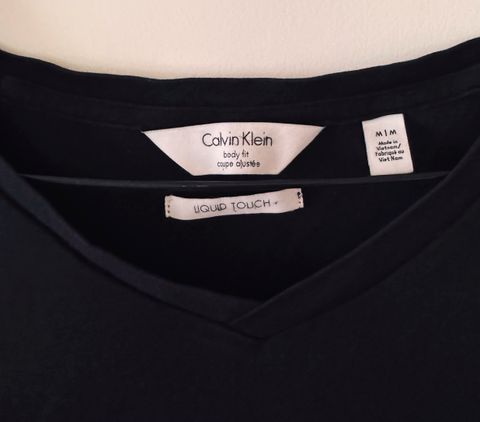 Calvin Klein
body fit
coupe ajustée
M|M
Made in
Vietnam/
Fabriqué au
Viet Nam
LIQUID TOUCH